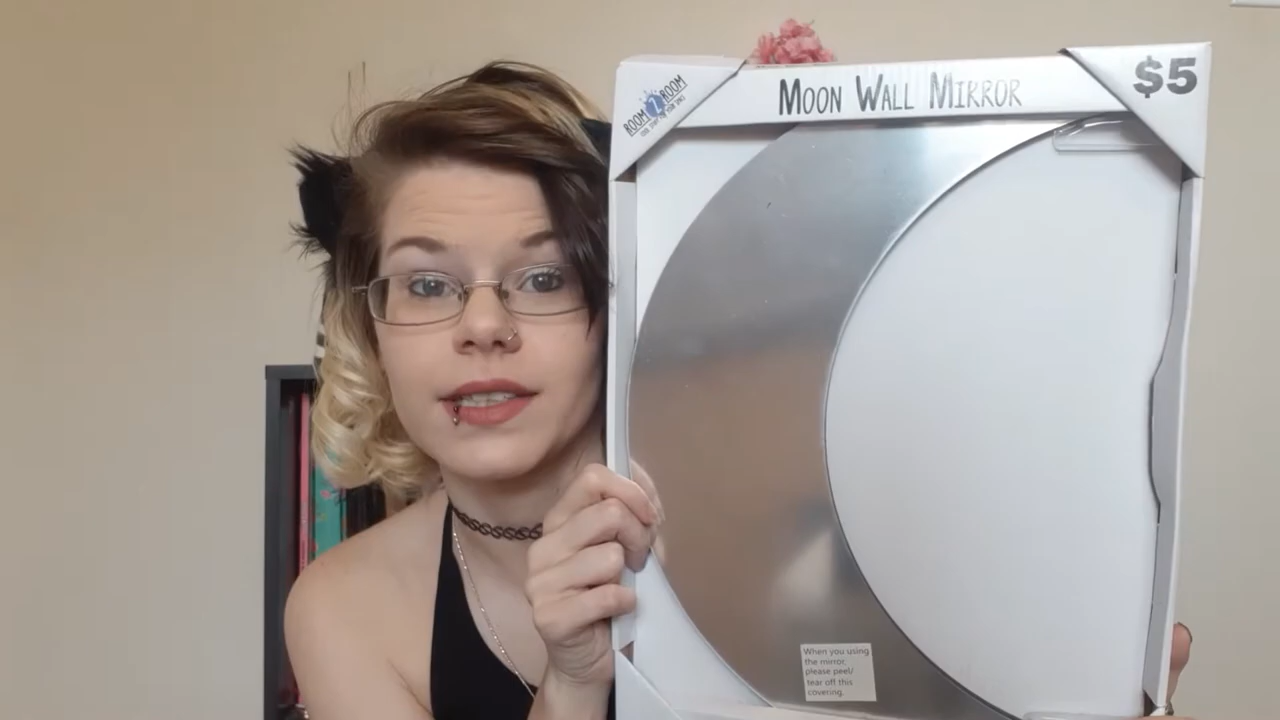 ROOM 2 ROOM
MOON WALL MIRROR
$5
When you using
the mirror,
please peel/
tear off this
covering.